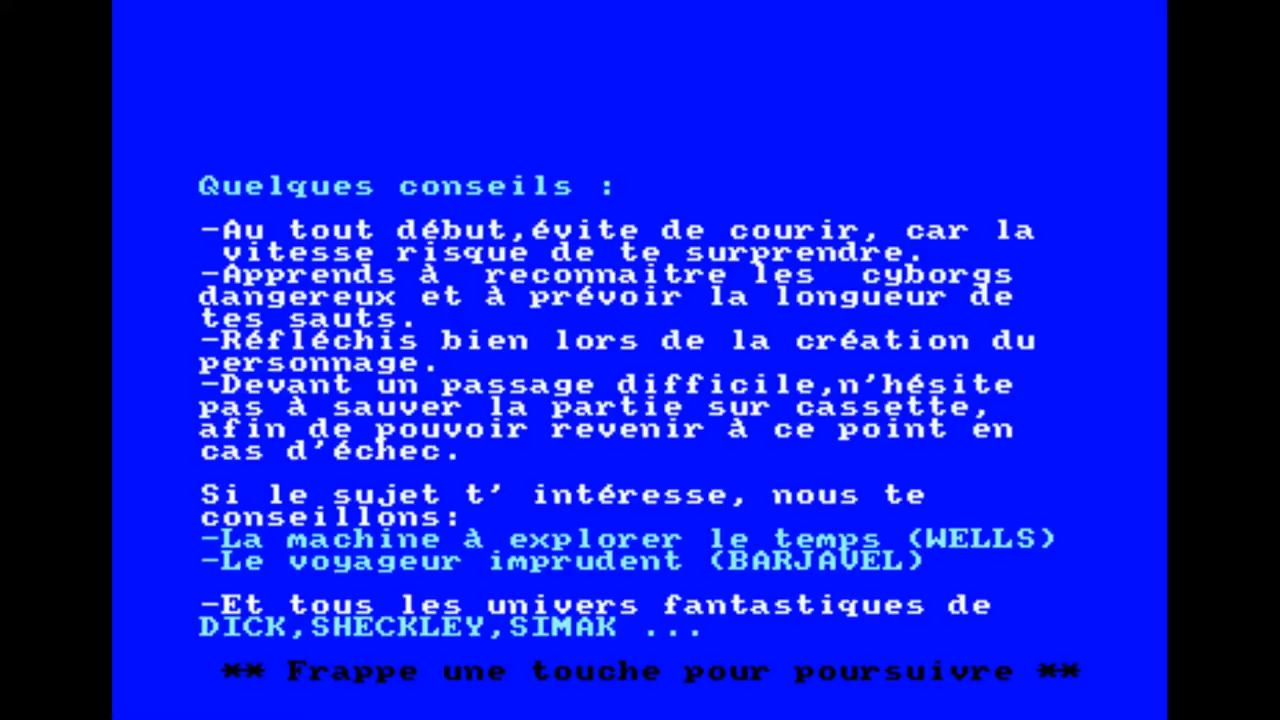 Quelques conseils :
-Au tout début,évite de courir, car la
vitesse risque de te surprendre.
-Apprends à  reconnaitre les  cyborgs
dangereux et à prévoir la longueur de
tes sauts.
-Réfléchis bien lors de la création du
personnage.
-Devant un passage difficile,n'hésite
pas à sauver la partie sur cassette,
afin de pouvoir revenir à ce point en
cas d'échec.
Si le sujet t' intéresse, nous te
conseillons:
-La machine à explorer le temps (WELLS)
-Le voyageur imprudent (BARJAVEL)
-Et tous les univers fantastiques de
DICK,SHECKLEY,SIMAK ...
** Frappe une touche pour poursuivre **